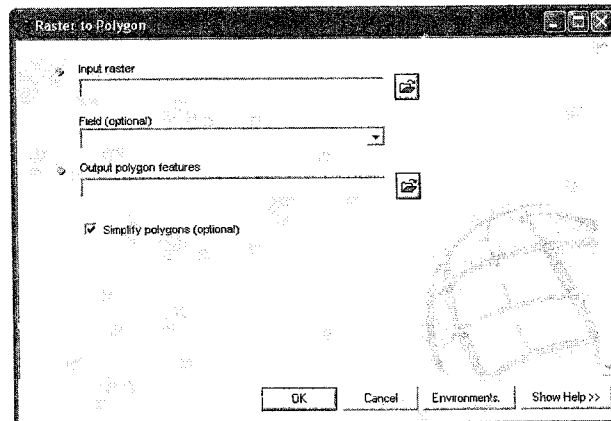 Raster to Polygon
Input raster
Field (optional)
Output polygon features
Simplify polygons (optional)
OK Cancel Environments. Show Help >>